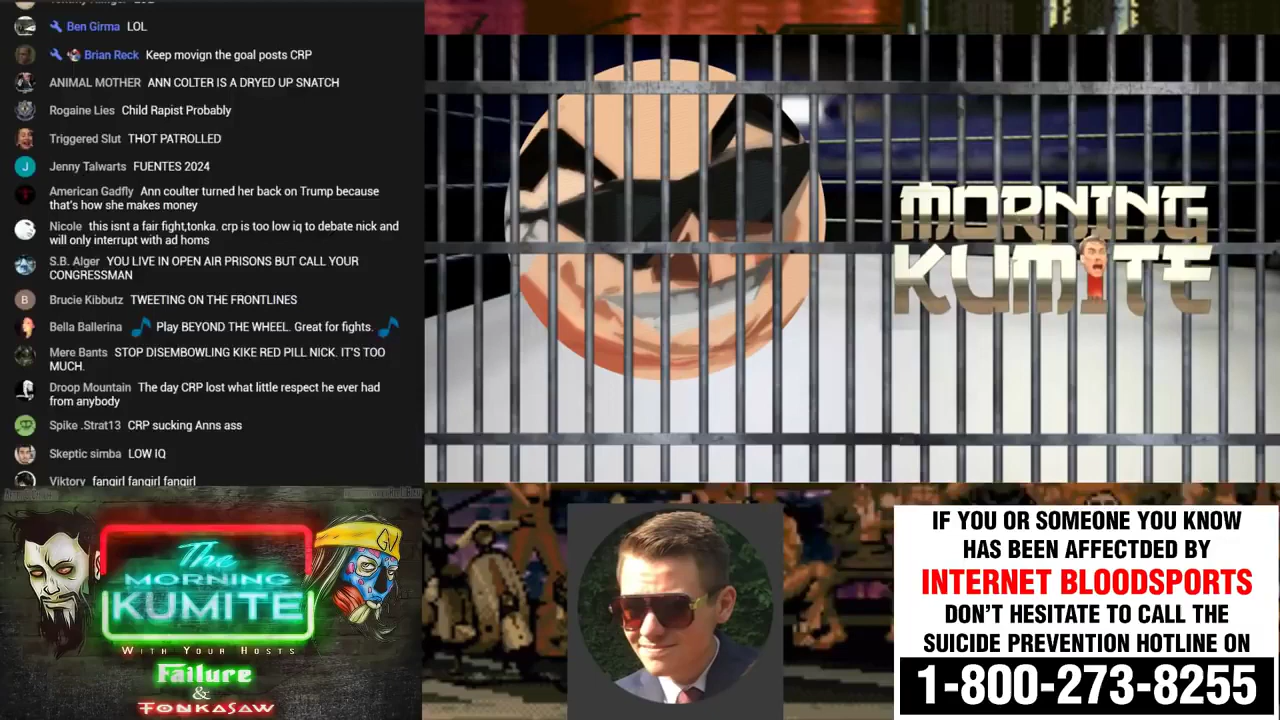 Ben Girma LOL
Brian Reck Keep movign the goal posts CRP
ANIMAL MOTHER ANN COLTER IS A DRYED UP SNATCH
Rogaine Lies Child Rapist Probably
Triggered Slut THOT PATROLLED
J Jenny Talwarts FUENTES 2024
American Gadfly Ann coulter turned her back on Trump because
that's how she makes money
Nicole this isnt a fair fight,tonka. crp is too low iq to debate nick and
will only interrupt with ad homs
S.B. Alger YOU LIVE IN OPEN AIR PRISONS BUT CALL YOUR
CONGRESSMAN
B Brucie Kibbutz TWEETING ON THE FRONTLINES
Bella Ballerina Play BEYOND THE WHEEL. Great for fights.
Mere Bants STOP DISEMBOWLING KIKE RED PILL NICK. IT'S TOO
MUCH.
Droop Mountain The day CRP lost what little respect he ever had
from anybody
Spike .Strat13 CRP sucking Anns ass
Skeptic simba LOW IQ
Viktory fangirl fangirl fangirl
MORNING
KUMITE
The
MORNING
KUMITE
WITH YOUR HOSTS
Failure
&
TONKASAW
IF YOU OR SOMEONE YOU KNOW
HAS BEEN AFFECTDED BY
INTERNET BLOODSPORTS
DON'T HESITATE TO CALL THE
SUICIDE PREVENTION HOTLINE ON
1-800-273-8255